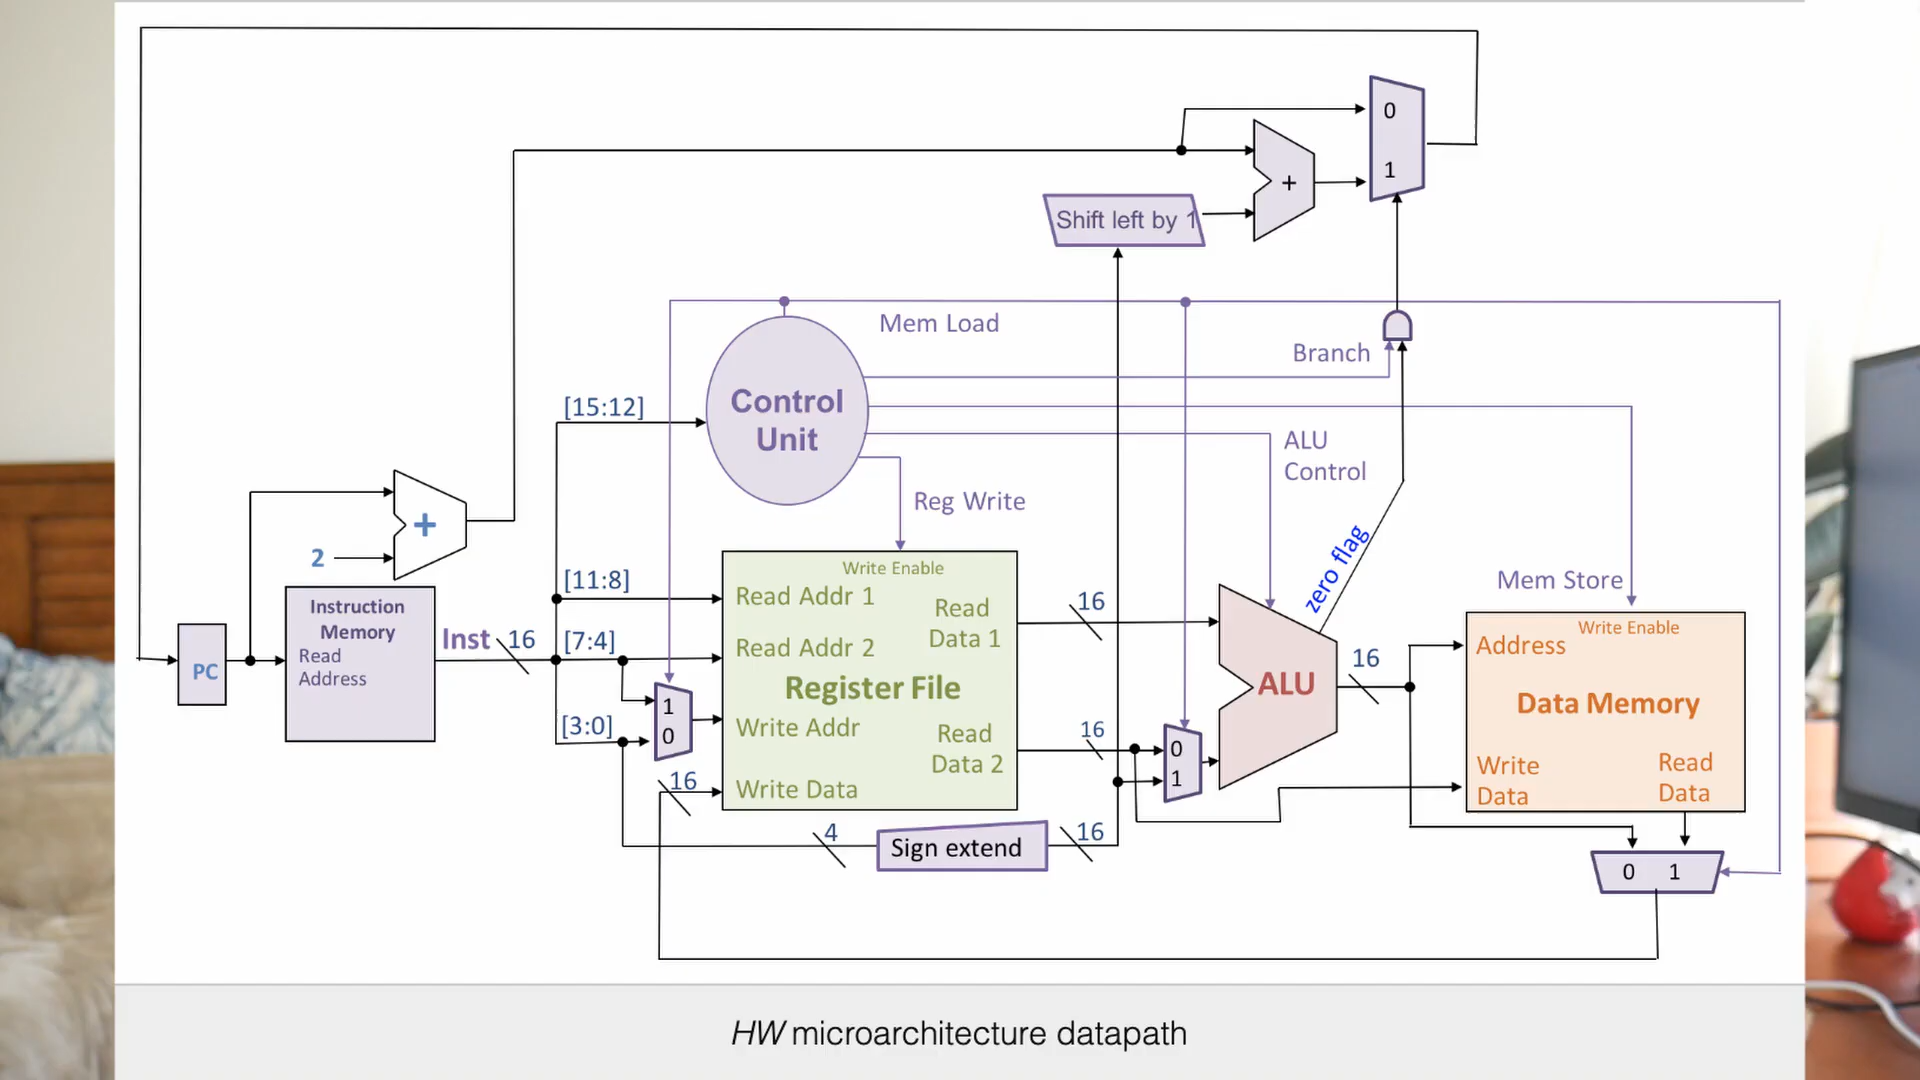 0
1
+
Shift left by 1
Mem Load
Branch
Control
Unit
[15:12]
ALU
Control
Reg Write
zero flag
+
2
Mem Store
Instruction
Memory
Read
Address
PC
Inst
16
[11:8]
[7:4]
[3:0]
1
0
16
Write Enable
Read Addr 1
Read
Data 1
Read Addr 2
Register File
Write Addr
Read
Data 2
Write Data
16
16
4
Sign extend
16
0
1
ALU
16
Write Enable
Address
Data Memory
Write
Data
Read
Data
0 1
HW microarchitecture datapath